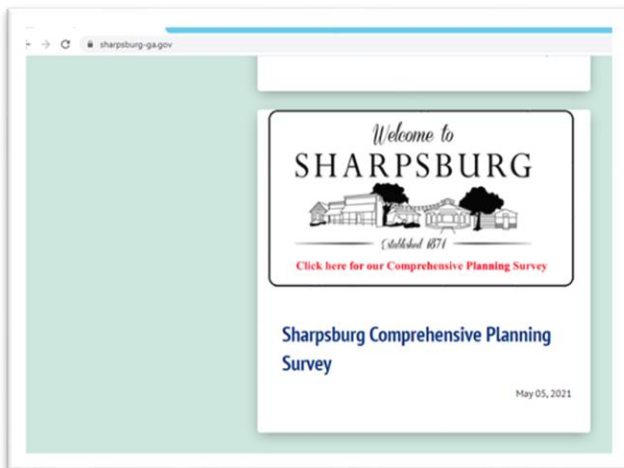 sharpsburg-ga.gov
Welcome to
SHARPSBURG
Established 1871
Click here for our Comprehensive Planning Survey
Sharpsburg Comprehensive Planning
Survey
May 05, 2021